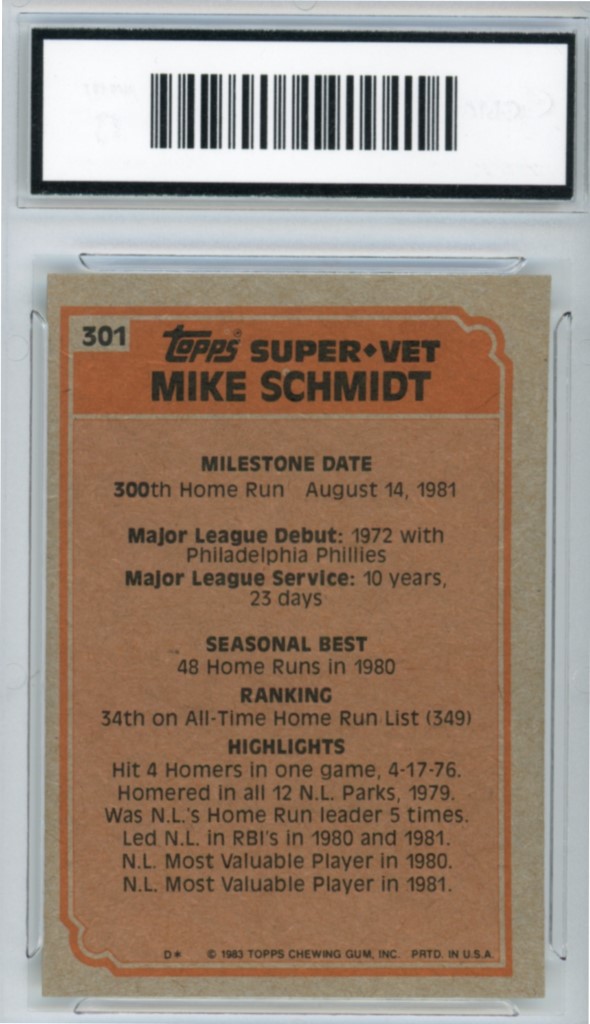 301
Topps® SUPER♦VET
MIKE SCHMIDT
MILESTONE DATE
300th Home Run August 14, 1981
Major League Debut: 1972 with
Philadelphia Phillies
Major League Service: 10 years,
23 days
SEASONAL BEST
48 Home Runs in 1980
RANKING
34th on All-Time Home Run List (349)
HIGHLIGHTS
Hit 4 Homers in one game, 4-17-76.
Homered in all 12 N.L. Parks, 1979.
Was N.L.'s Home Run leader 5 times.
Led N.L. in RBI's in 1980 and 1981.
N.L. Most Valuable Player in 1980.
N.L. Most Valuable Player in 1981.
D* © 1983 TOPPS CHEWING GUM, INC. PRTD. IN U.S.A.